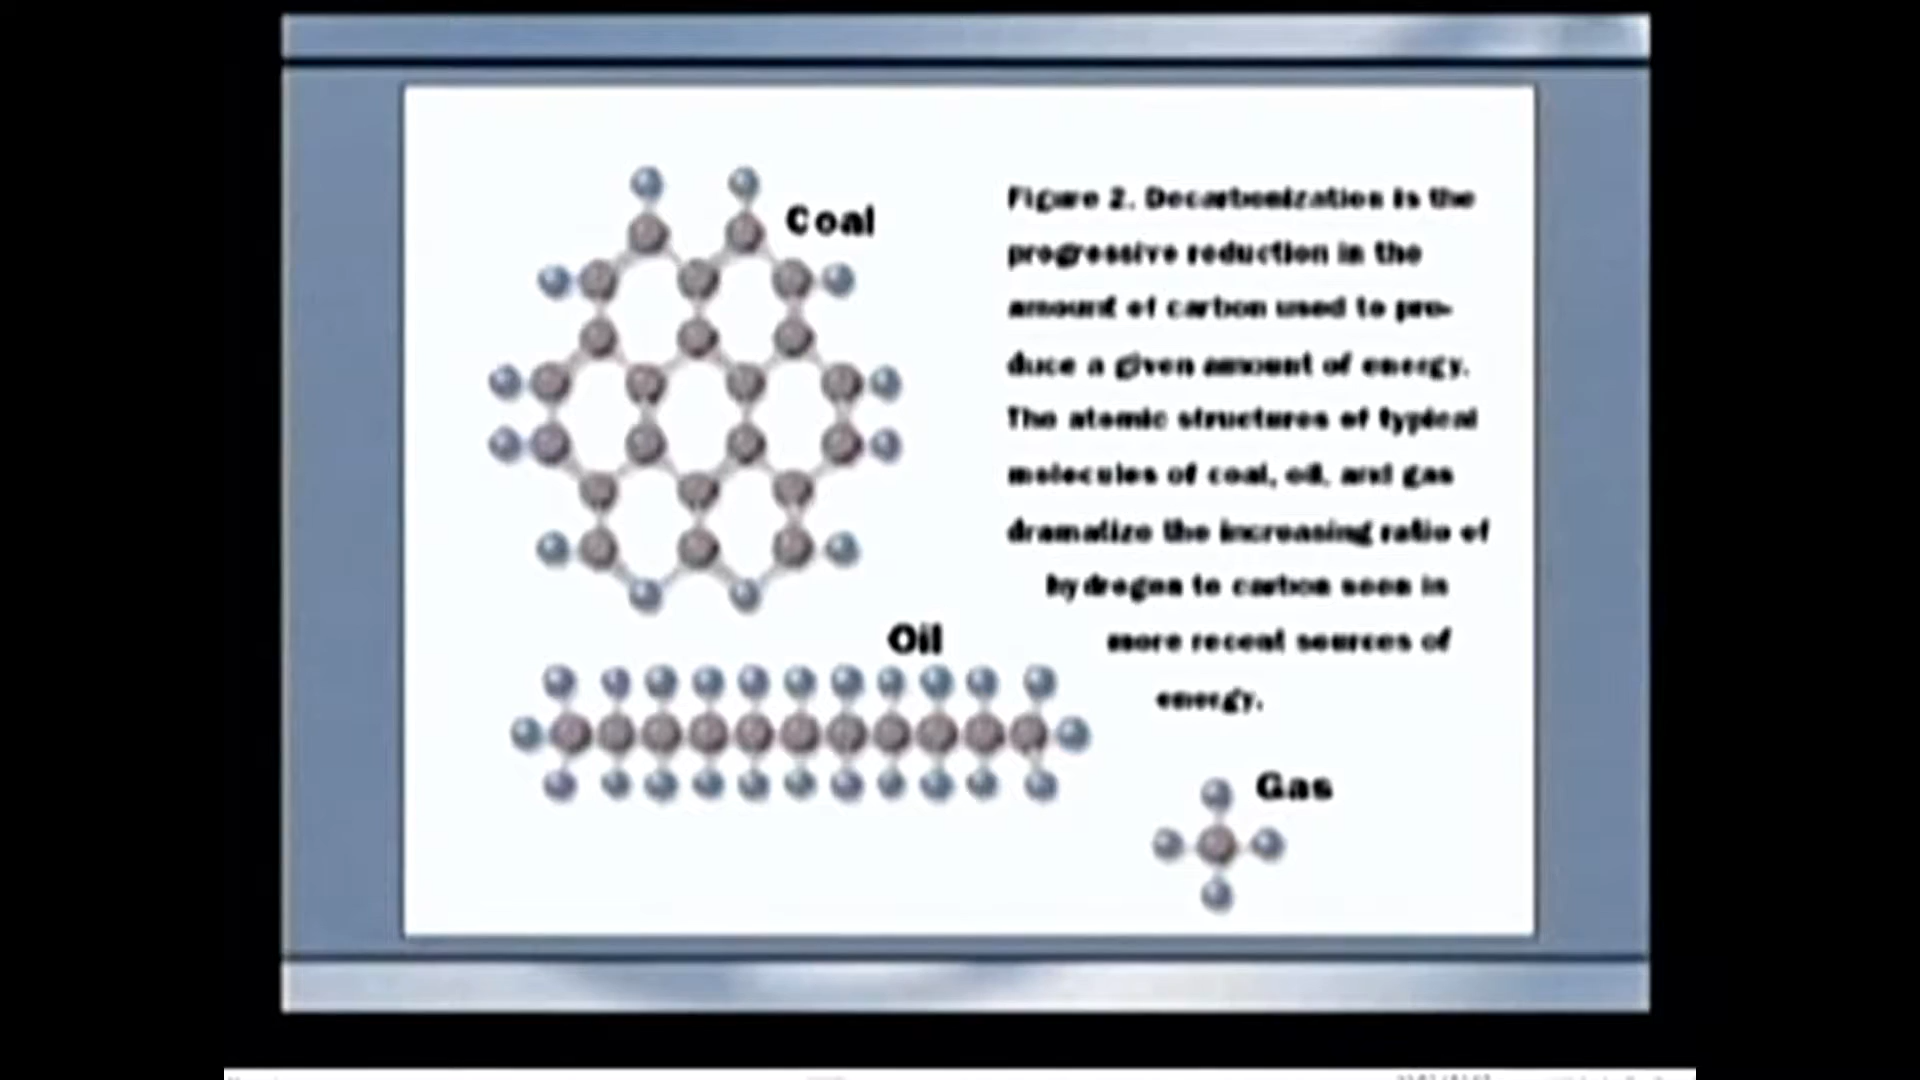 Coal
Figure 2. Decarbonization is the
progressive reduction in the
amount of carbon used to pro-
duce a given amount of energy.
The atomic structures of typical
molecules of coal, oil, and gas
dramatize the increasing ratio of
hydrogen to carbon seen in
more recent sources of
energy.
Oil
Gas